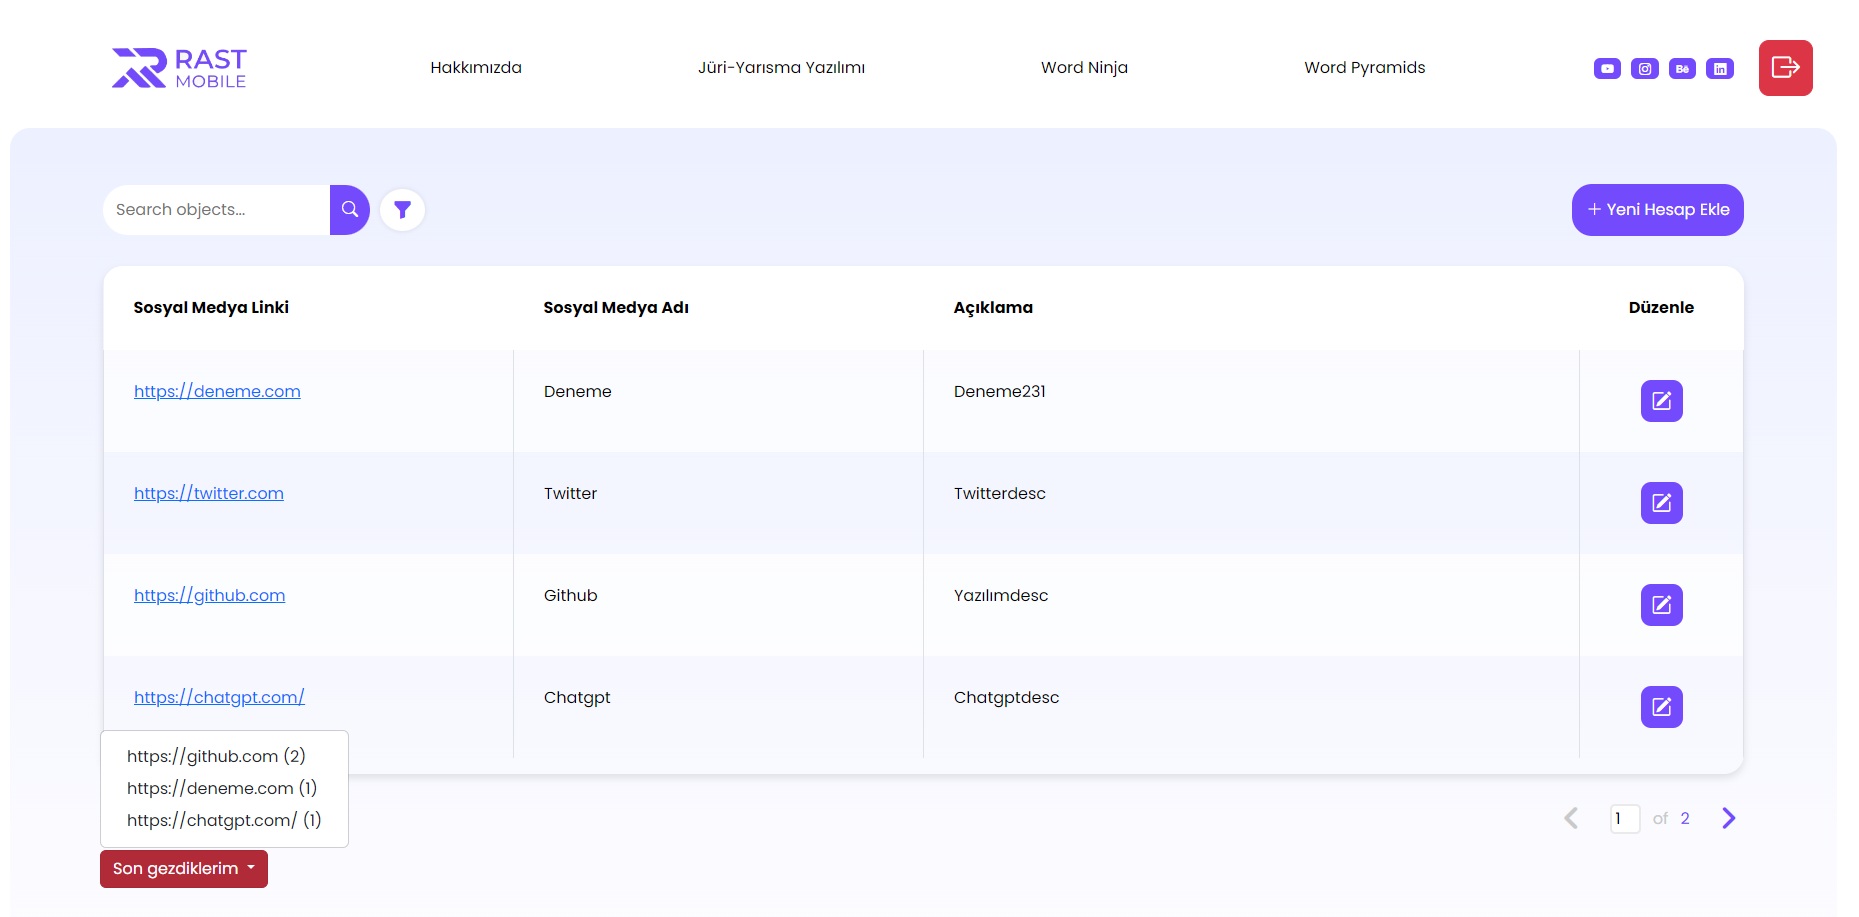 RAST
MOBILE
Hakkımızda
Jüri-Yarısma Yazılımı
Word Ninja
Word Pyramids
Bē
in
Search objects...
+ Yeni Hesap Ekle
Sosyal Medya Linki
Sosyal Medya Adı
Açıklama
Düzenle
https://deneme.com
Deneme
Deneme231
https://twitter.com
Twitter
Twitterdesc
https://github.com
Github
Yazılımdesc
https://chatgpt.com/
Chatgpt
Chatgptdesc
https://github.com (2)
https://deneme.com (1)
https://chatgpt.com/ (1)
1 of 2
Son gezdiklerim